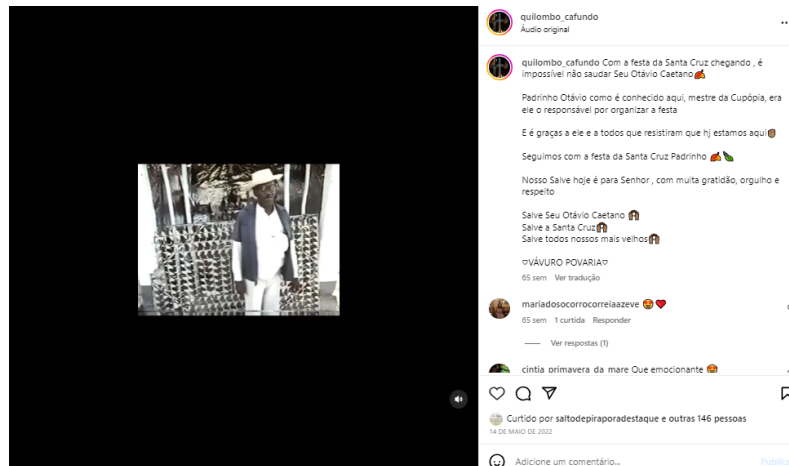 quilombo_cafundo
Áudio original
quilombo_cafundo Com a festa da Santa Cruz chegando , é
impossível não saudar Seu Otávio Caetano🍂
Padrinho Otávio como é conhecido aqui, mestre da Cupópia, era
ele o responsável por organizar a festa
E é graças a ele e a todos que resistiram que hj estamos aqui✊🏾
Seguimos com a festa da Santa Cruz Padrinho 🍂🌿
Nosso Salve hoje é para Senhor , com muita gratidão, orgulho e
respeito
Salve Seu Otávio Caetano
Salve a Santa Cruz
Salve todos nossos mais velhos
♡VÁVURO POVARIA♡
65 sem Ver tradução
mariadosocorrocorreiaazeve 😍❤️
65 sem 1 curtida Responder
Ver respostas (1)
cintia_primavera_da_mare Que emocionante 😍
Curtido por saltodepiraporadestaque e outras 146 pessoas
14 DE MAIO DE 2022
Adicione um comentário...